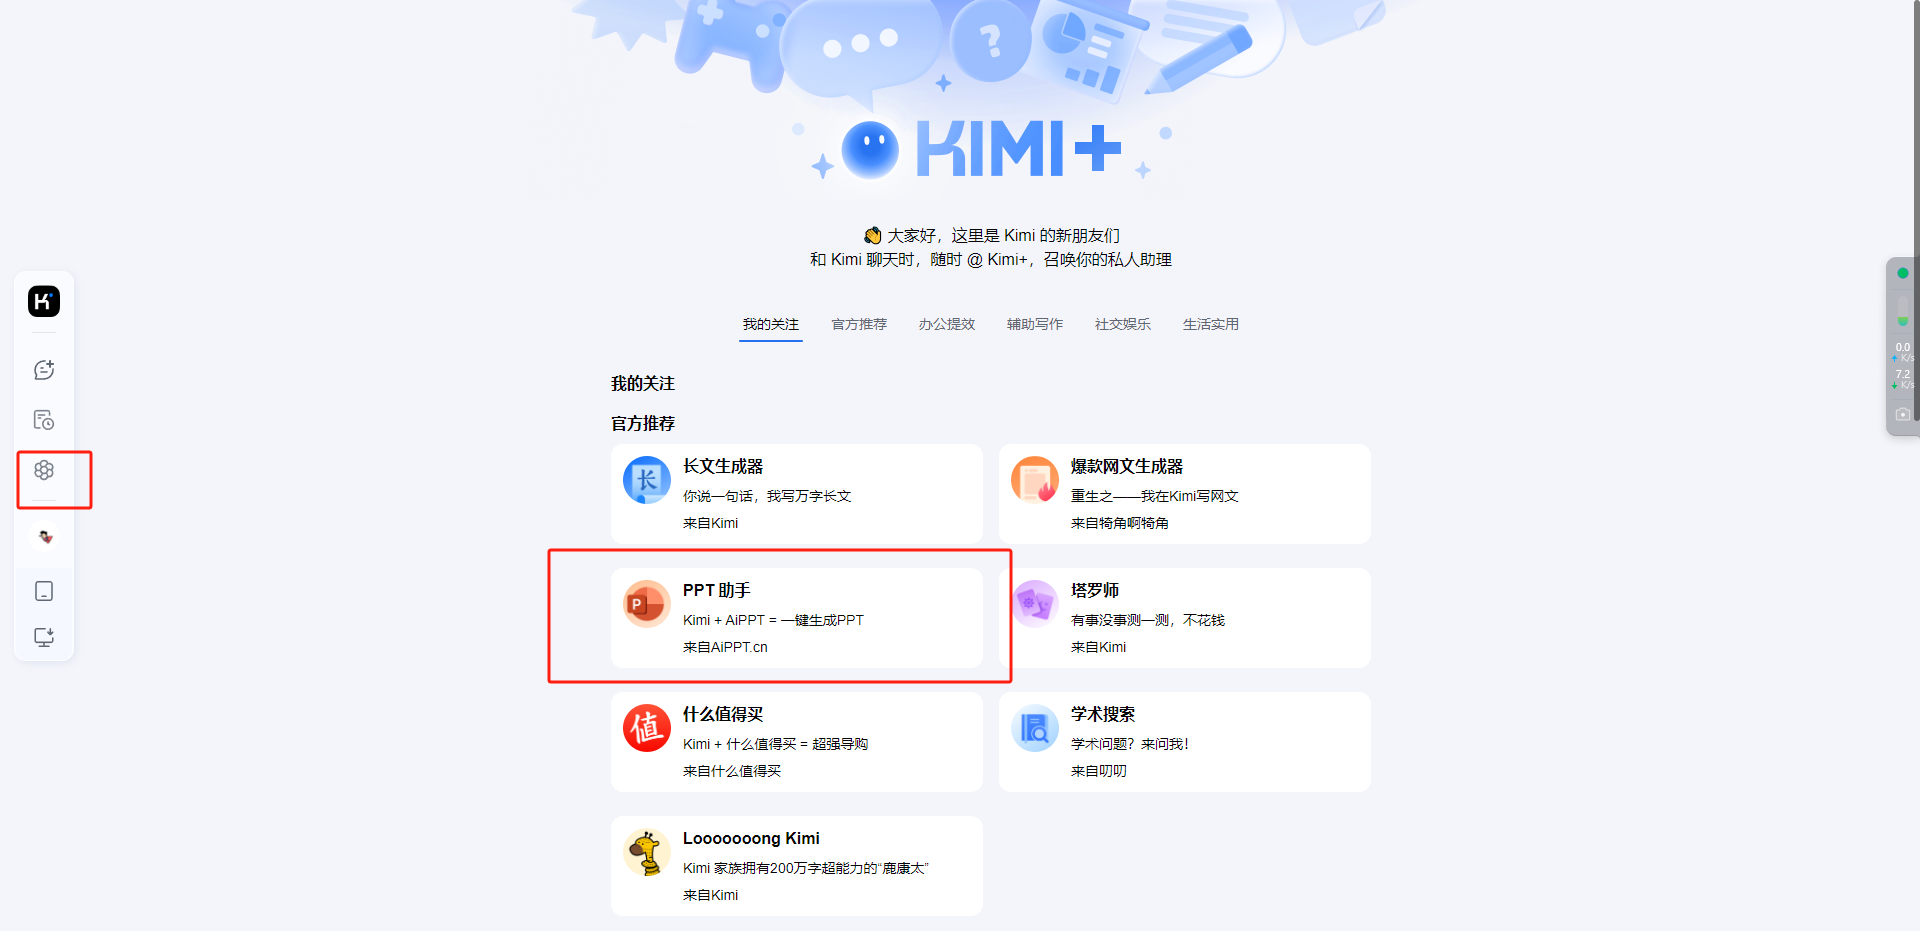 KIMI+
👏 大家好，这里是 Kimi 的新朋友们
和 Kimi 聊天时，随时 @ Kimi+，召唤你的私人助理
我的关注 官方推荐 办公提效 辅助写作 社交娱乐 生活实用
我的关注
官方推荐
长
长文生成器
你说一句话，我写万字长文
来自Kimi
爆款网文生成器
重生之——我在Kimi写网文
来自犄角啊犄角
P
PPT 助手
Kimi + AiPPT = 一键生成PPT
来自AiPPT.cn
塔罗师
有事没事测一测，不花钱
来自Kimi
值
什么值得买
Kimi + 什么值得买 = 超强导购
来自什么值得买
学术搜索
学术问题？来问我！
来自叨叨
Looooooong Kimi
Kimi 家族拥有200万字超能力的“鹿康太”
来自Kimi
K
0.0
K/s
7.2
K/s
?